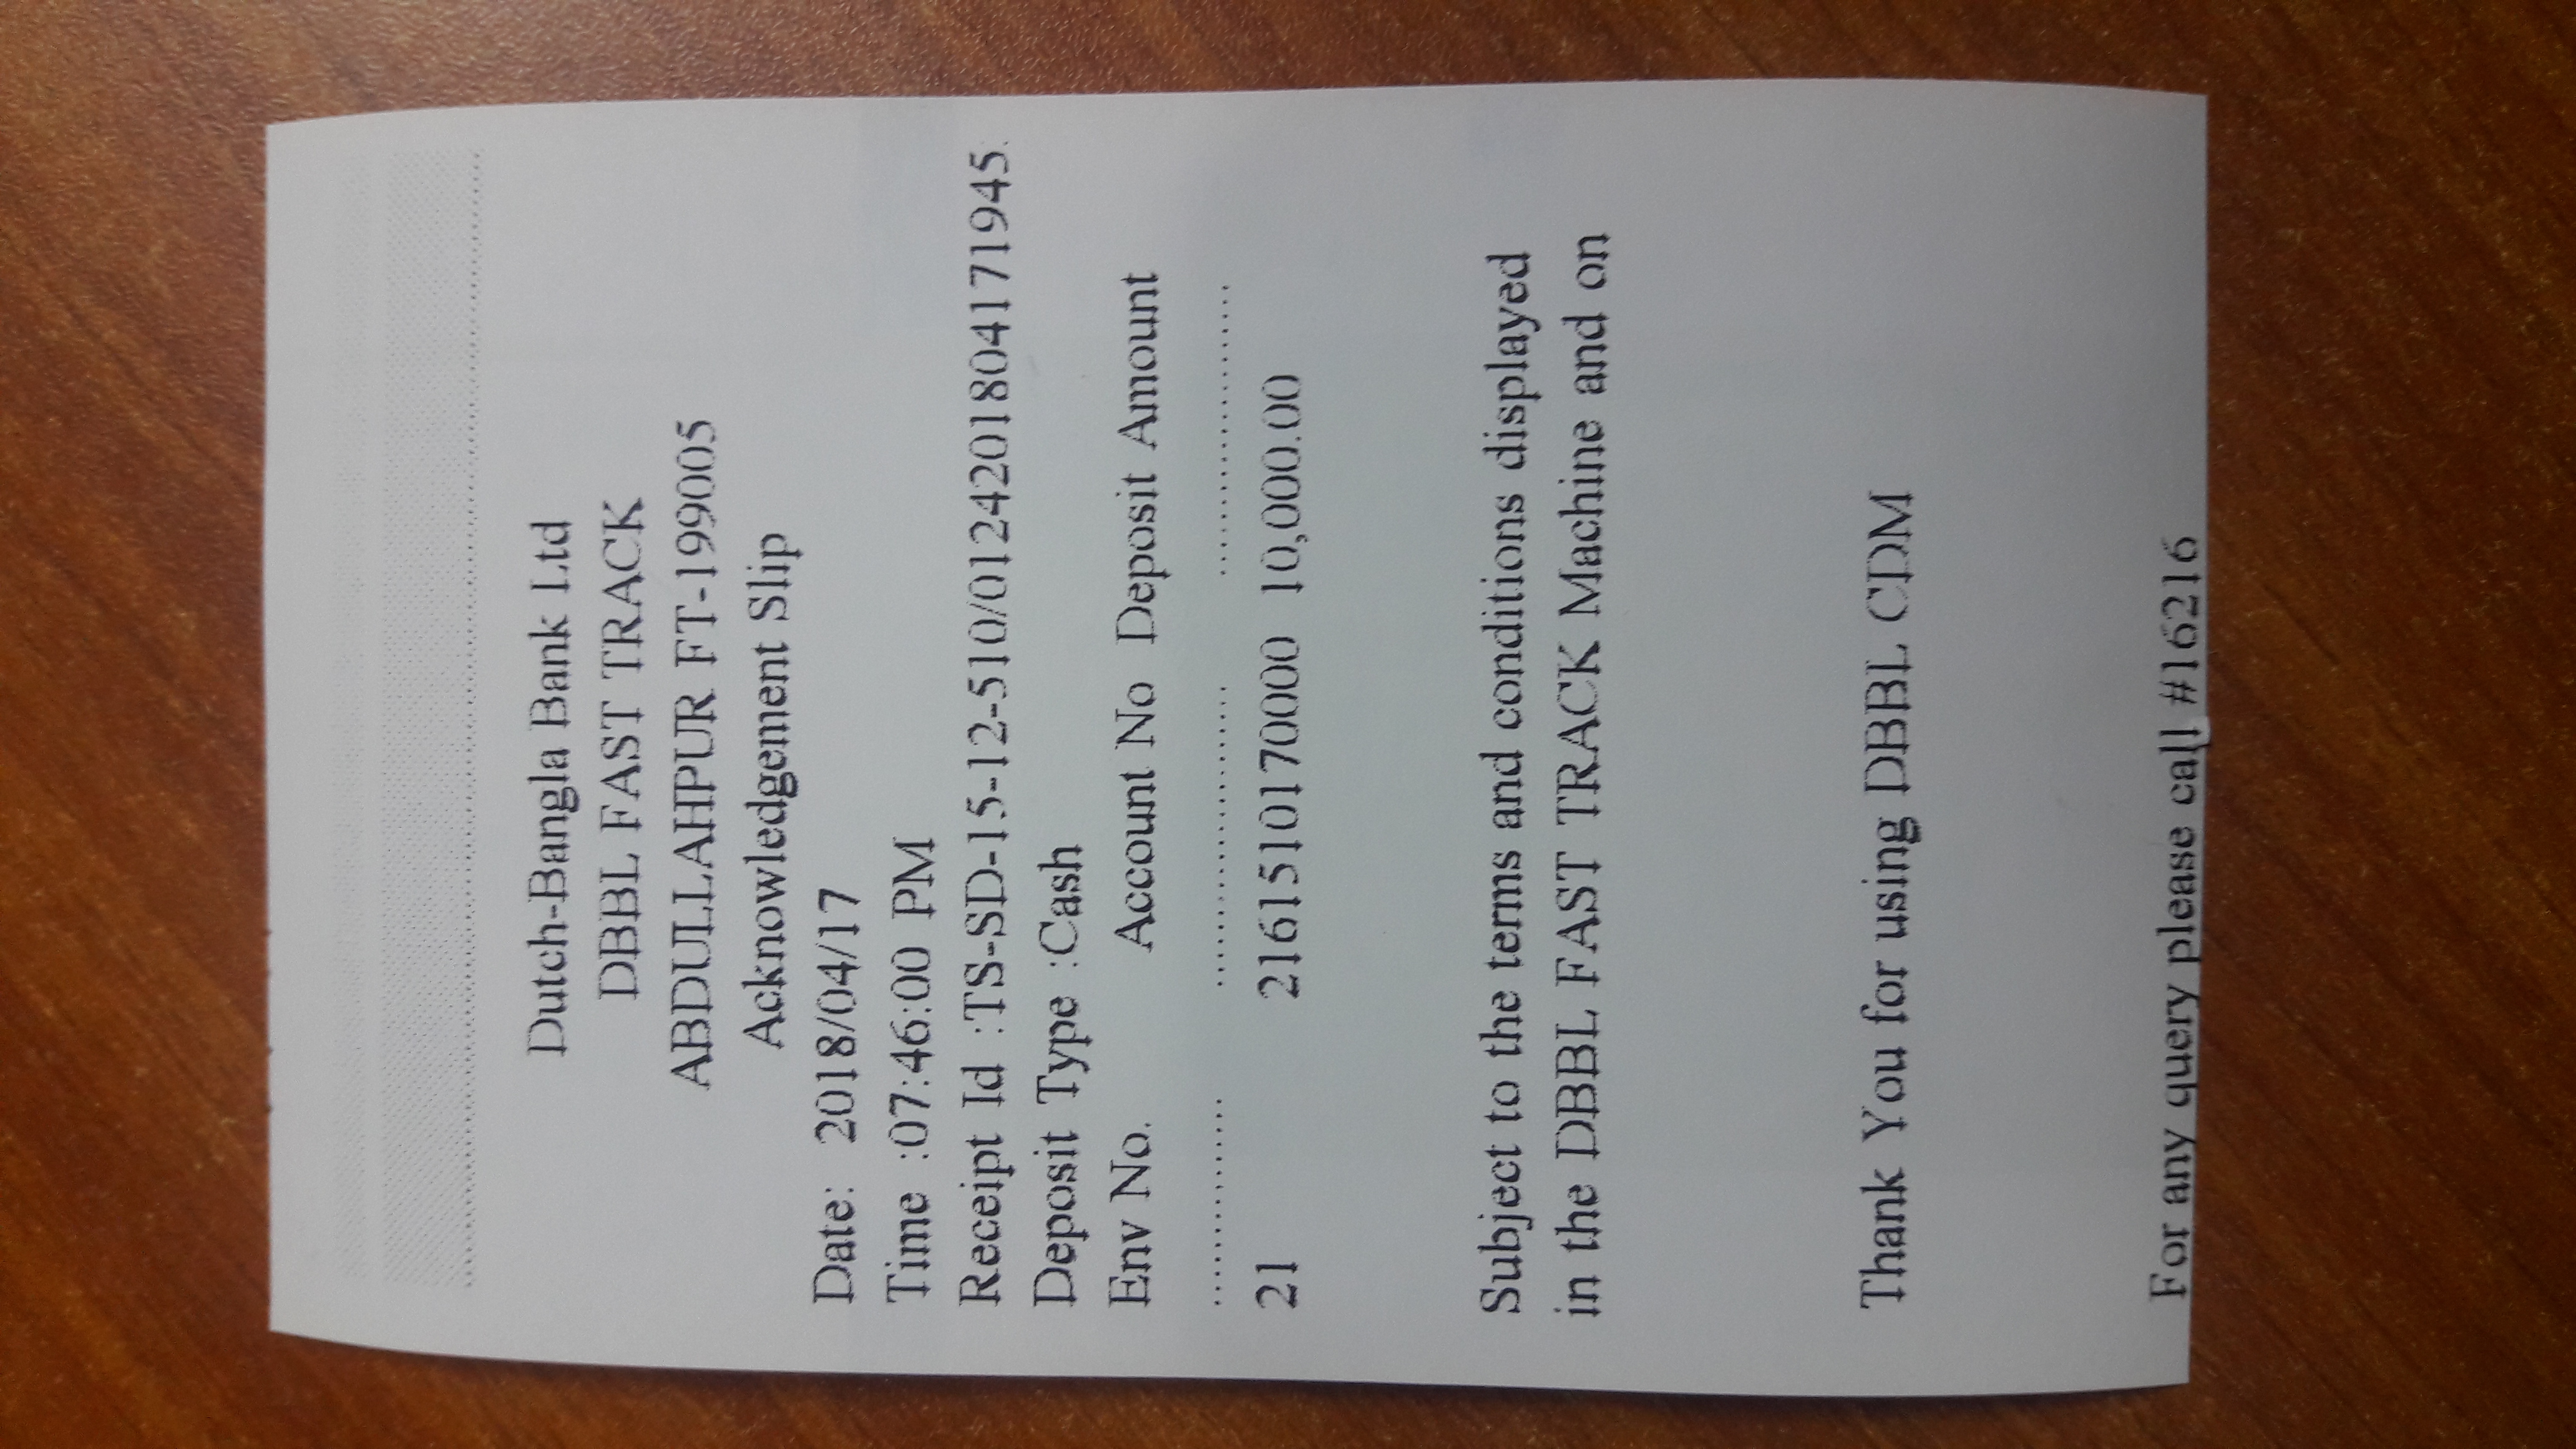 Dutch-Bangla Bank Ltd
DBBL FAST TRACK
ABDULLAHPUR FT-199005
Acknowledgement Slip
Date: 2018/04/17
Time :07:46:00 PM
Receipt Id :TS-SD-15-12-510/0124201804171945
Deposit Type :Cash
Env No. Account No Deposit Amount
............... ...................... .....................
21 2161510170000 10,000.00
Subject to the terms and conditions displayed
in the DBBL FAST TRACK Machine and on
Thank You for using DBBL CDM
For any query please call #16216